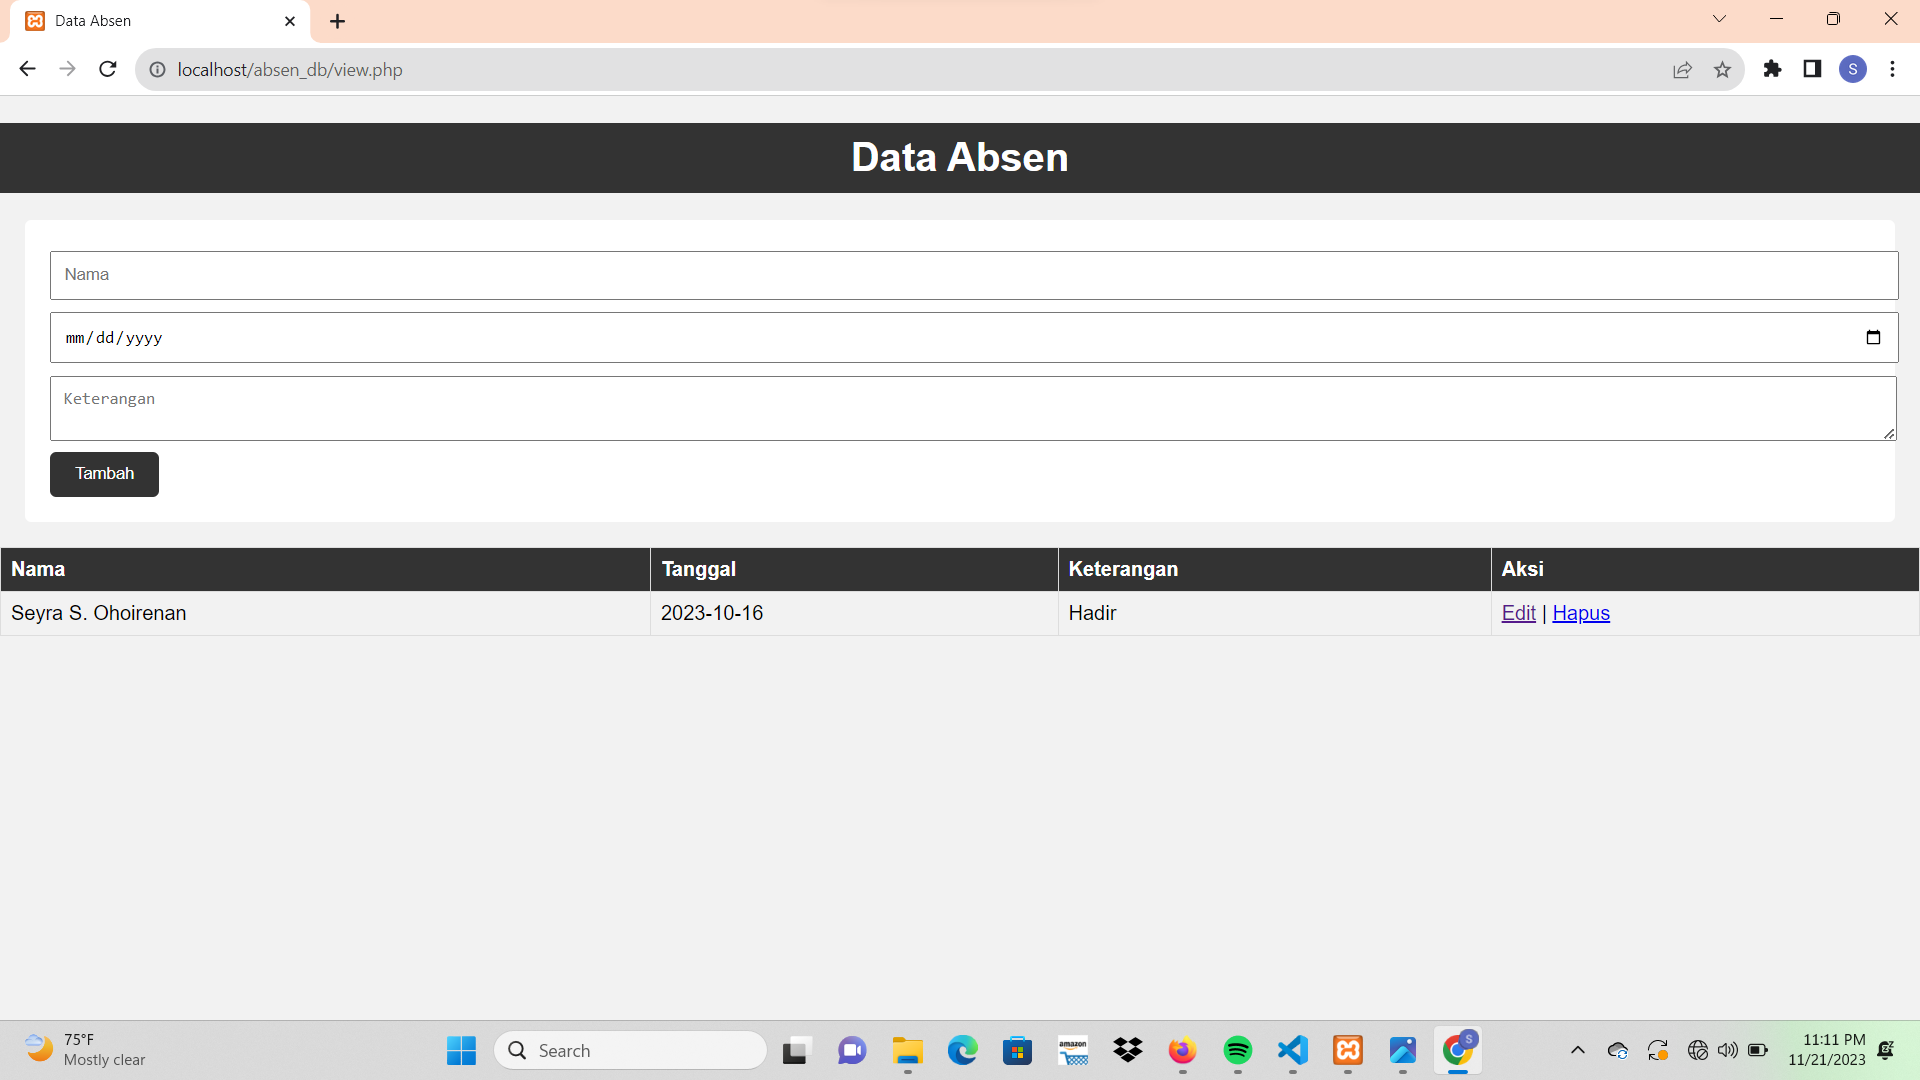 Data Absen
localhost/absen_db/view.php
S
Data Absen
Nama
mm/dd/yyyy
Keterangan
Tambah
Nama Tanggal Keterangan Aksi
Seyra S. Ohoirenan 2023-10-16 Hadir Edit | Hapus
75°F
Mostly clear
Search
amazon
S
11:11 PM
11/21/2023